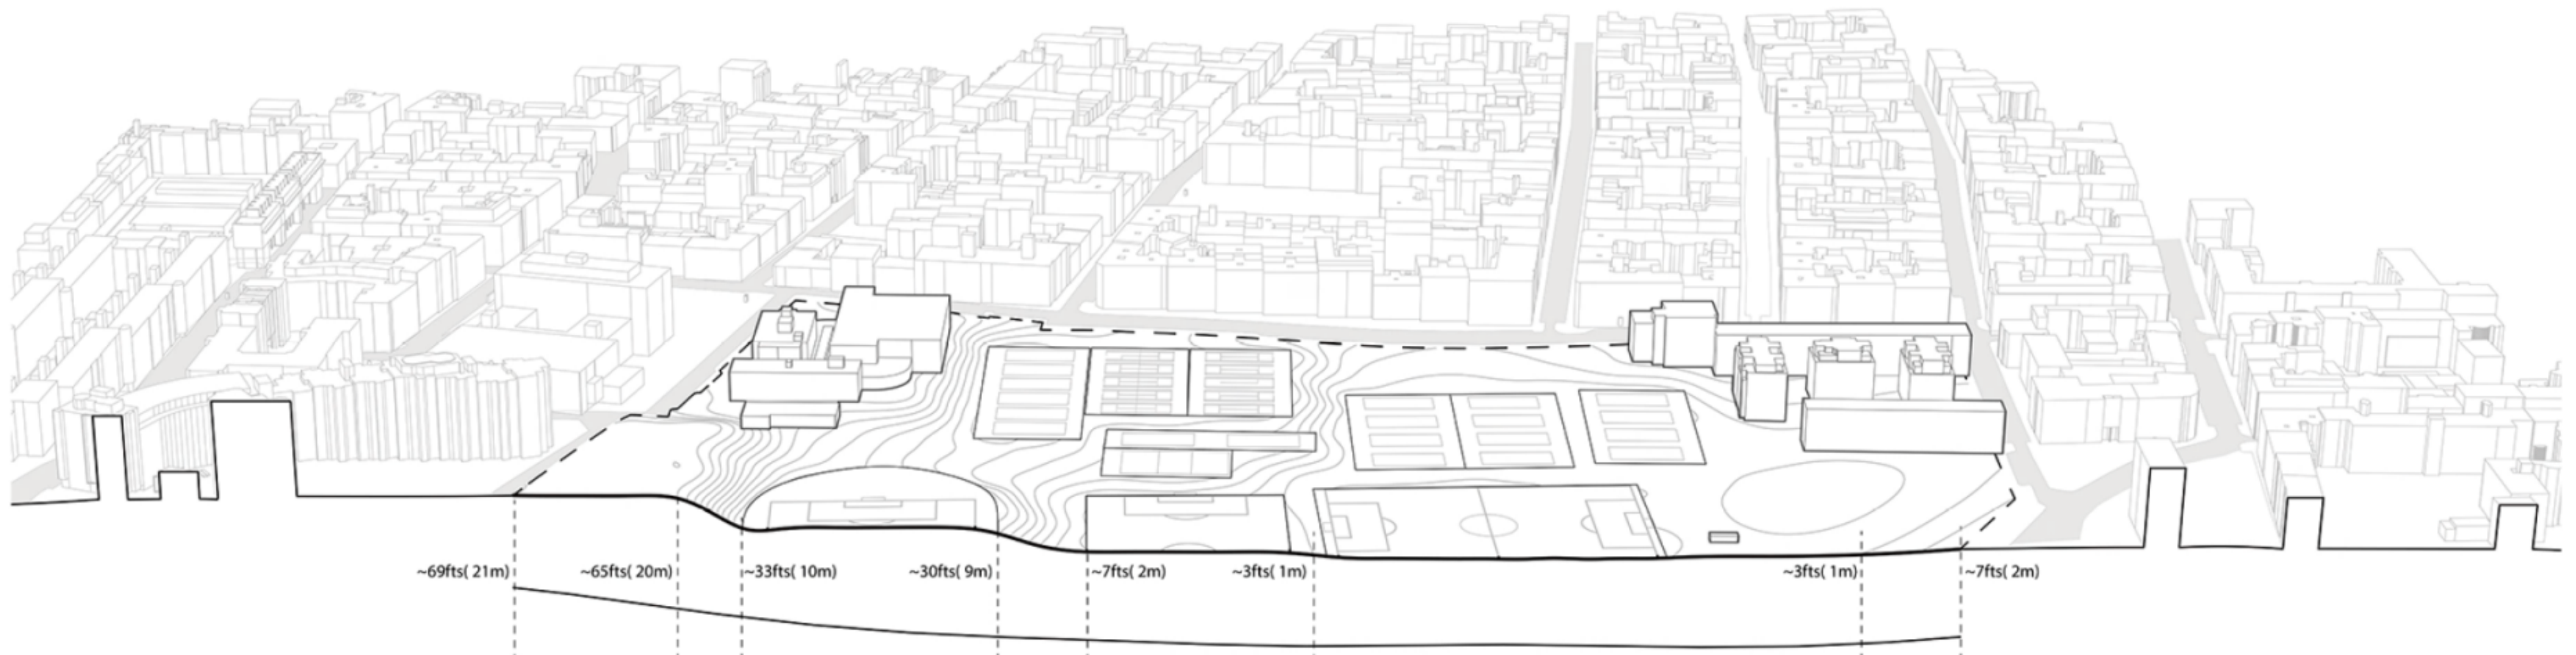 ~69fts( 21m)
~65fts( 20m)
~33fts( 10m)
~30fts( 9m)
~7fts( 2m)
~3fts( 1m)
~3fts( 1m)
~7fts( 2m)